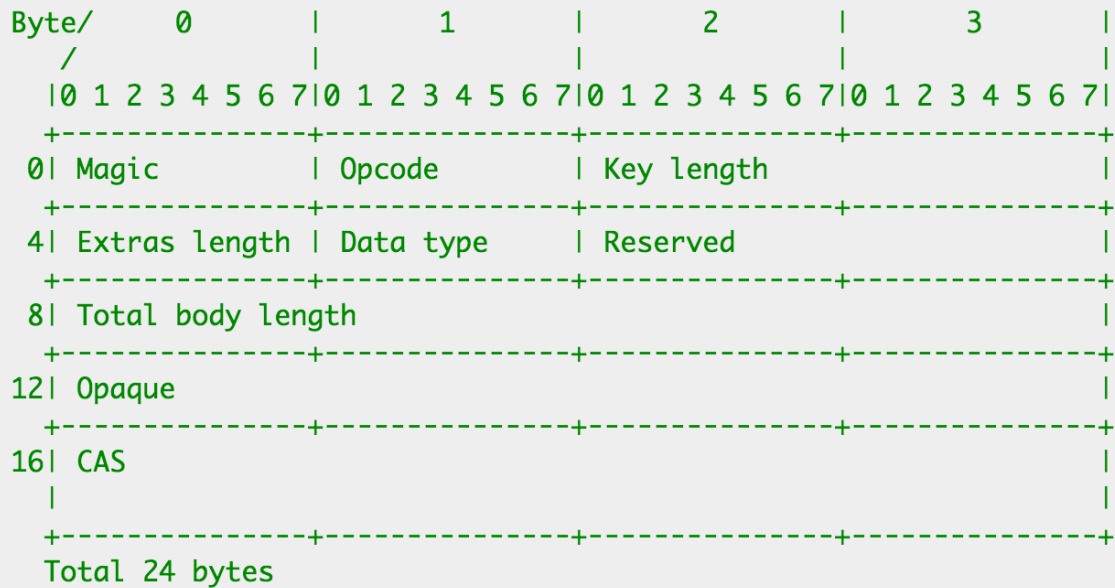 Byte/     0       |       1       |       2       |       3       |
   /              |               |               |               |
  |0 1 2 3 4 5 6 7|0 1 2 3 4 5 6 7|0 1 2 3 4 5 6 7|0 1 2 3 4 5 6 7|
  +---------------+---------------+---------------+---------------+
 0| Magic         | Opcode        | Key length                    |
  +---------------+---------------+---------------+---------------+
 4| Extras length | Data type     | Reserved                      |
  +---------------+---------------+---------------+---------------+
 8| Total body length                                             |
  +---------------+---------------+---------------+---------------+
12| Opaque                                                        |
  +---------------+---------------+---------------+---------------+
16| CAS                                                           |
  |                                                               |
  +---------------+---------------+---------------+---------------+
  Total 24 bytes